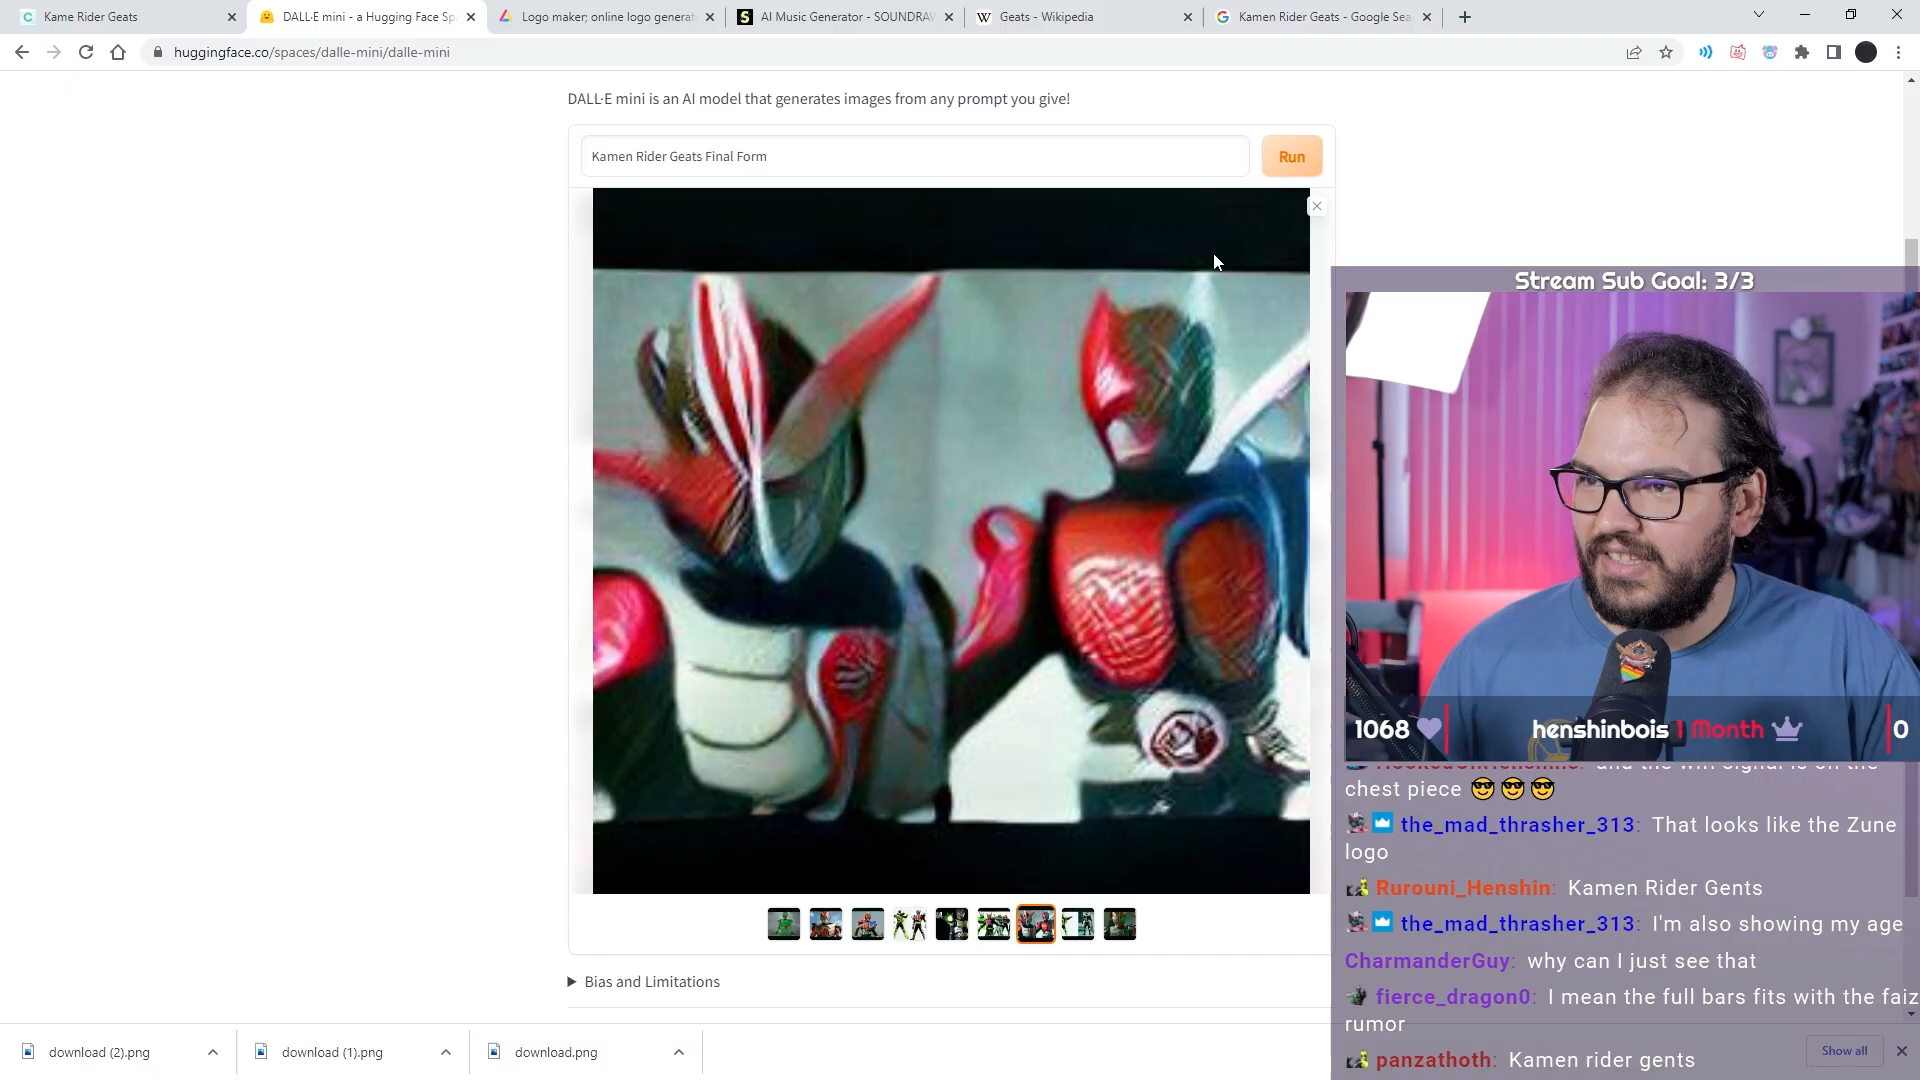 Kame Rider Geats
DALL·E mini - a Hugging Face Sp
Logo maker; online logo generat
AI Music Generator - SOUNDRAW
Geats - Wikipedia
Kamen Rider Geats - Google Sea
huggingface.co/spaces/dalle-mini/dalle-mini
DALL·E mini is an AI model that generates images from any prompt you give!
Kamen Rider Geats Final Form
Run
Stream Sub Goal: 3/3
1068
henshinbois 1 Month
0
chest piece 😎 😎 😎
the_mad_thrasher_313: That looks like the Zune
logo
Rurouni_Henshin: Kamen Rider Gents
the_mad_thrasher_313: I'm also showing my age
CharmanderGuy: why can I just see that
fierce_dragon0: I mean the full bars fits with the faiz
rumor
panzathoth: Kamen rider gents
Bias and Limitations
download (2).png
download (1).png
download.png
Show all